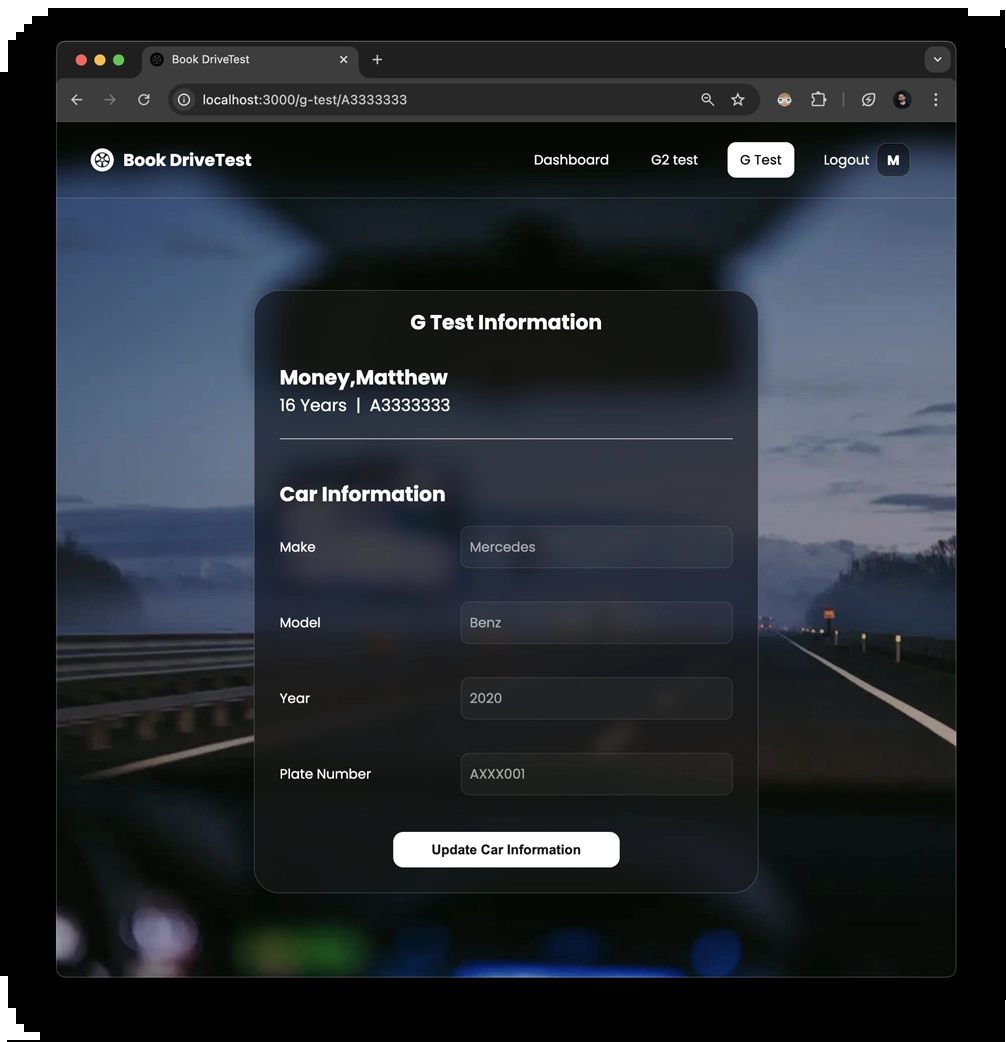 Book DriveTest
localhost:3000/g-test/A3333333
Book DriveTest Dashboard G2 test G Test Logout M
G Test Information
Money,Matthew
16 Years | A3333333
Car Information
Make Mercedes
Model Benz
Year 2020
Plate Number AXXX001
Update Car Information